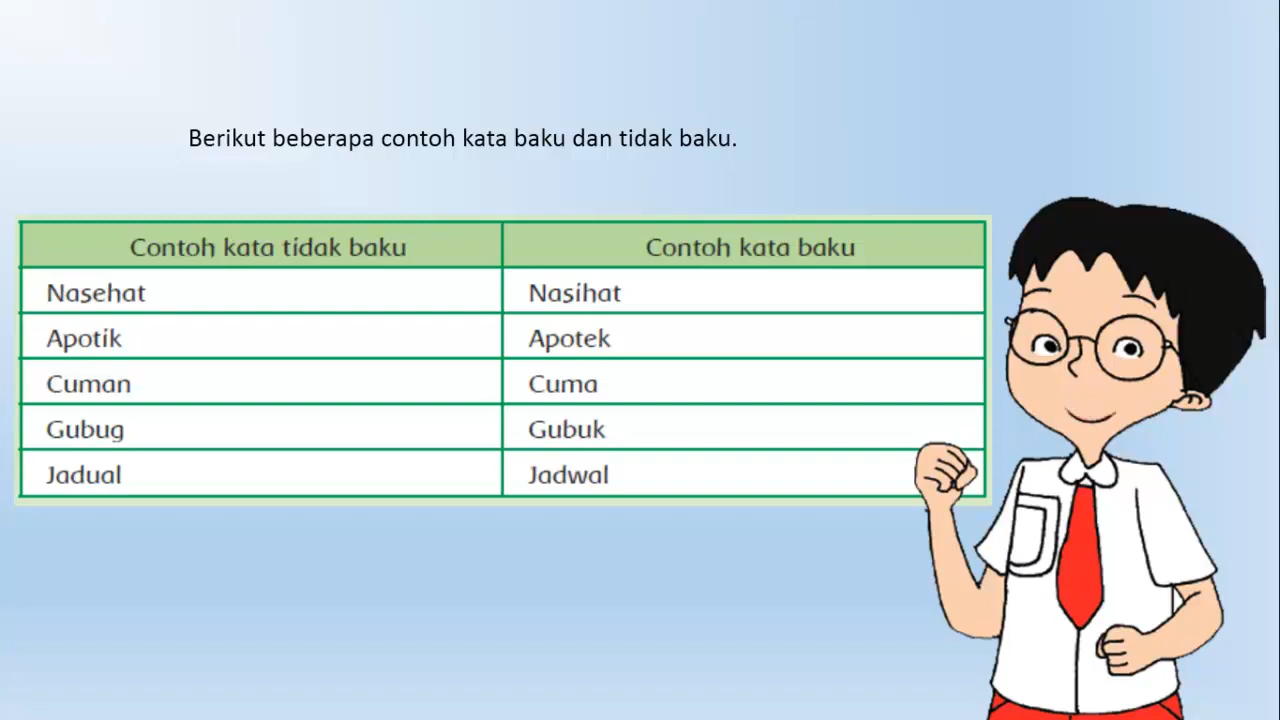 Berikut beberapa contoh kata baku dan tidak baku.
Contoh kata tidak baku Contoh kata baku
Nasehat Nasihat
Apotik Apotek
Cuman Cuma
Gubug Gubuk
Jadual Jadwal